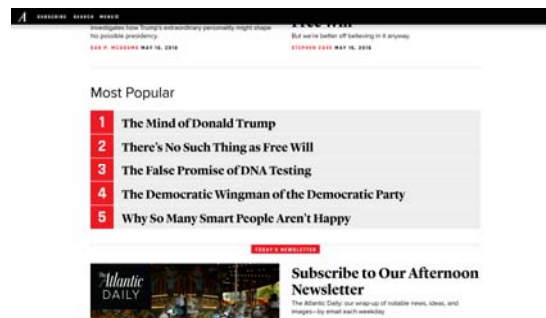 A SUBSCRIBE SEARCH MENU
Free Will
investigates how Trump's extraordinary personality might shape
his possible presidency.
DAN P. MCADAMS MAY 16, 2016
But we're better off believing in it anyway.
STEPHEN CAVE MAY 16, 2016
Most Popular
1 The Mind of Donald Trump
2 There's No Such Thing as Free Will
3 The False Promise of DNA Testing
4 The Democratic Wingman of the Democratic Party
5 Why So Many Smart People Aren't Happy
TODAY'S NEWSLETTER
The Atlantic
DAILY
Subscribe to Our Afternoon
Newsletter
The Atlantic Daily: our wrap-up of notable news, ideas, and
images—by email each weekday.